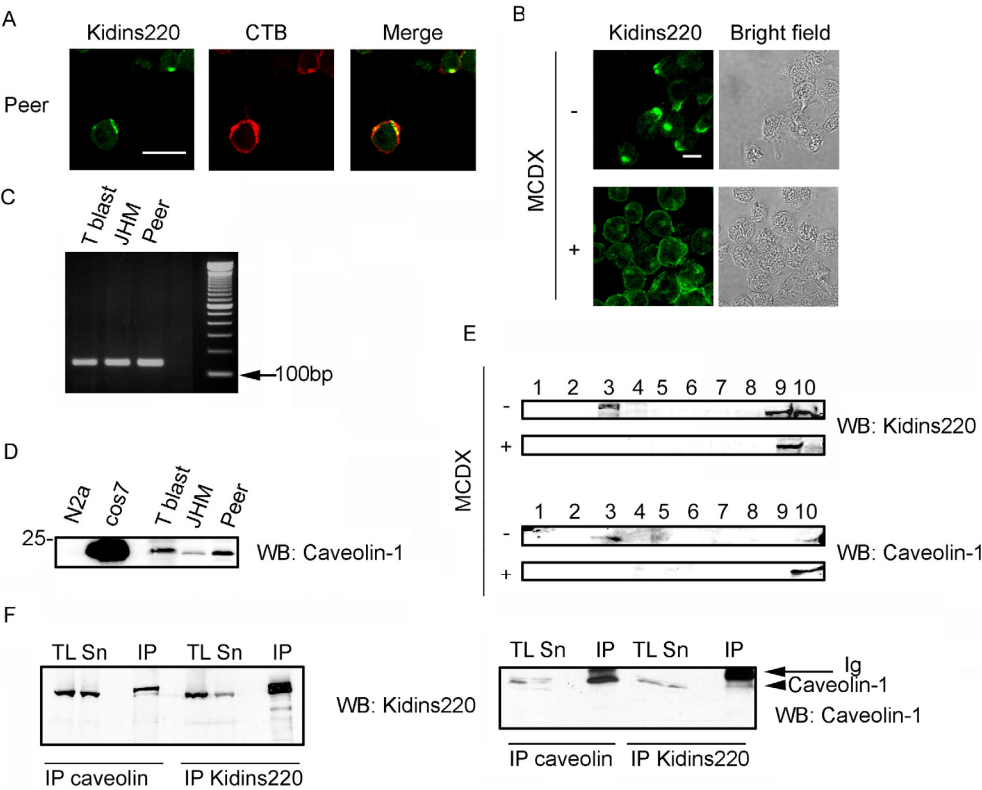 A
Kidins220 CTB Merge
Peer
B
Kidins220 Bright field
MCDX
-
+
C
T blast JHM Peer
100bp
D
N2a cos7 T blast JHM Peer
25-
WB: Caveolin-1
E
MCDX
1 2 3 4 5 6 7 8 9 10
-
WB: Kidins220
+
1 2 3 4 5 6 7 8 9 10
-
WB: Caveolin-1
+
F
TL Sn IP TL Sn IP
WB: Kidins220
IP caveolin IP Kidins220
TL Sn IP TL Sn IP
Ig
Caveolin-1
WB: Caveolin-1
IP caveolin IP Kidins220